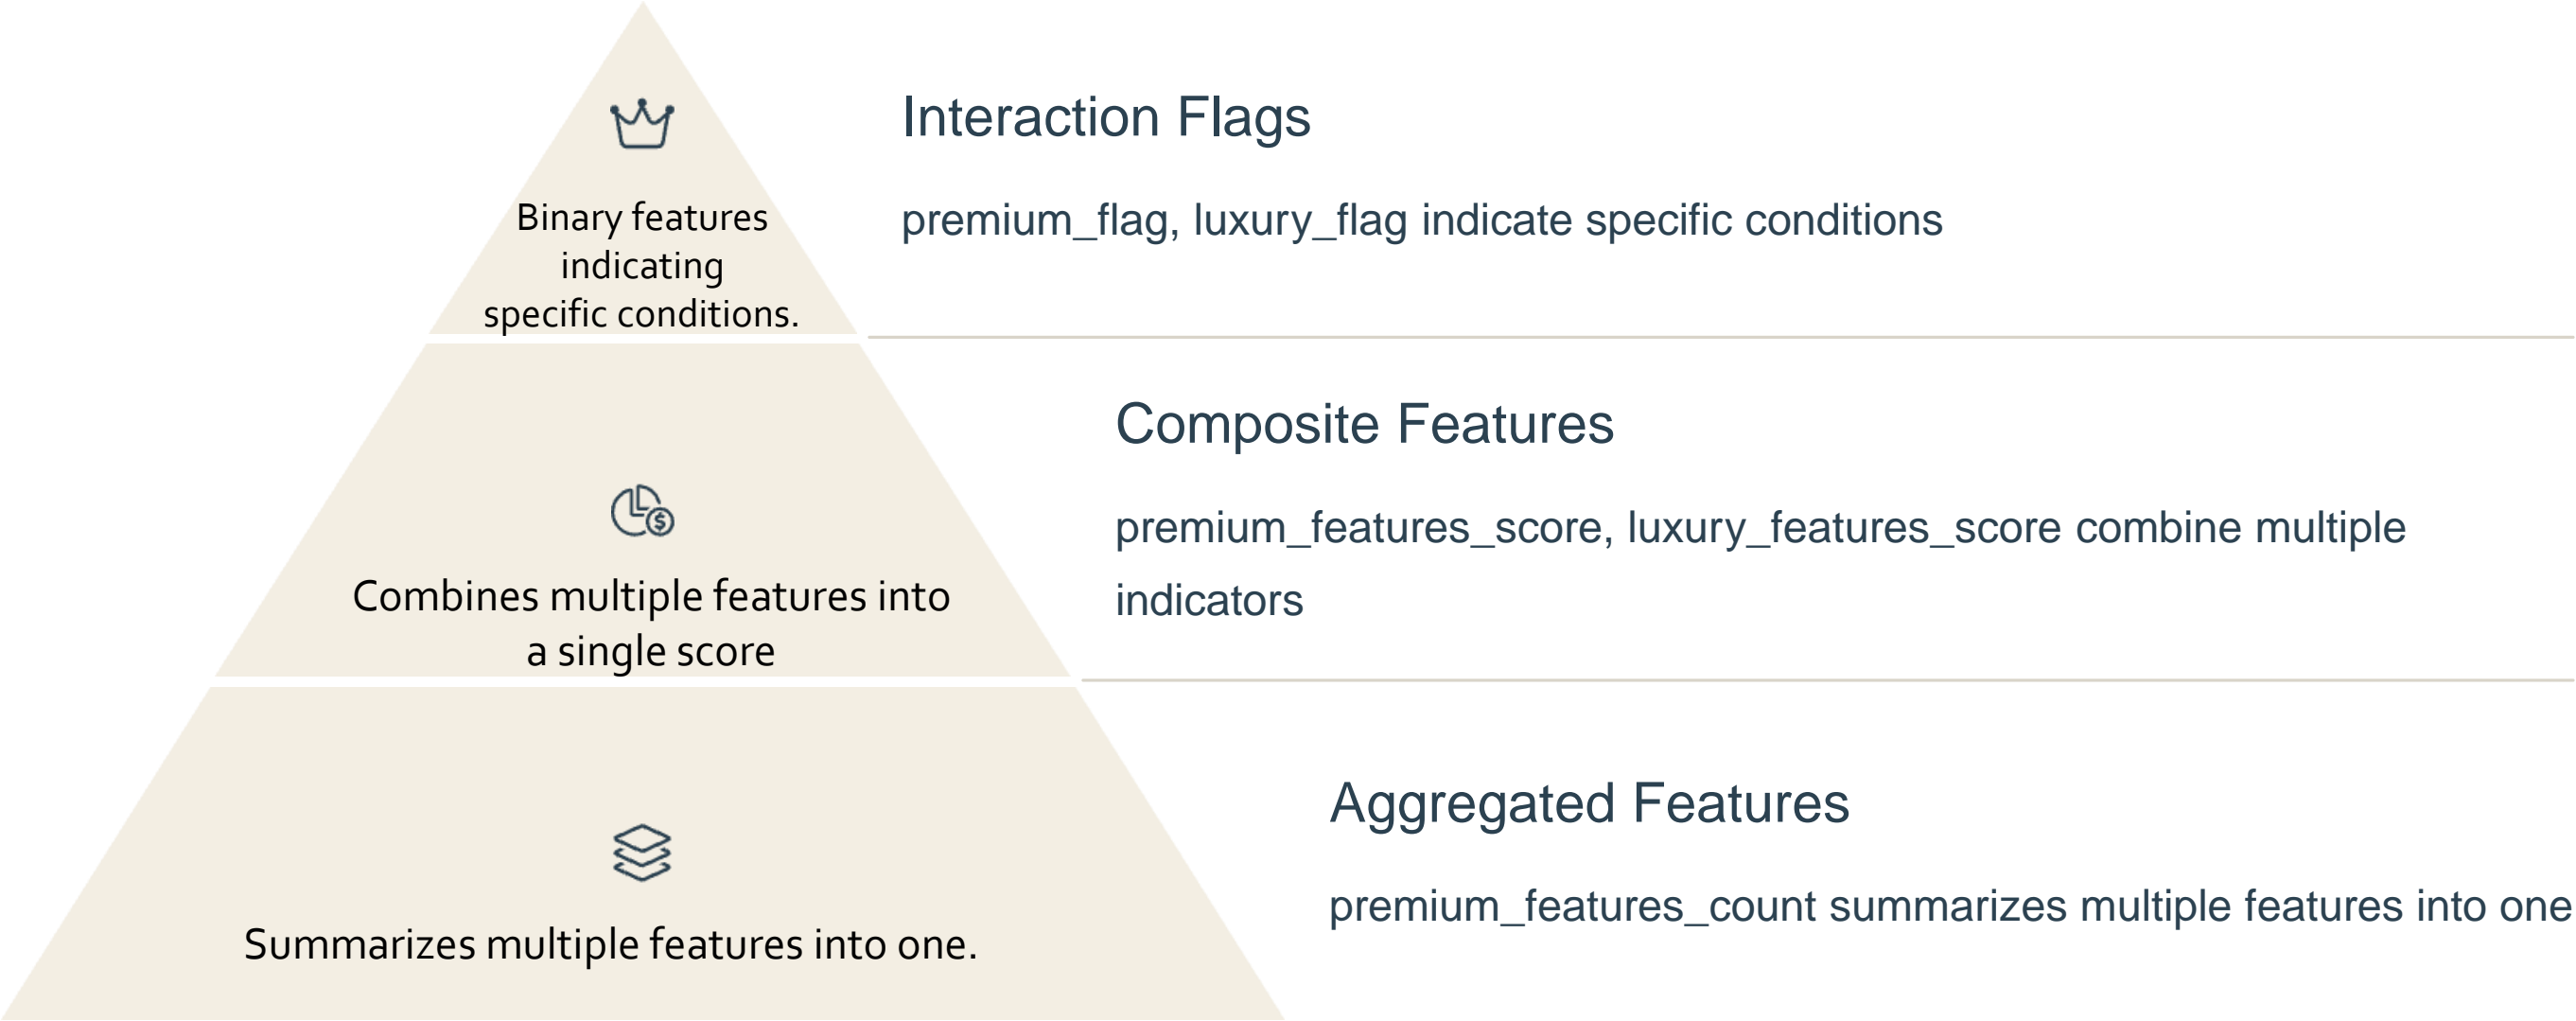 Binary features
indicating
specific conditions.
Interaction Flags
premium_flag, luxury_flag indicate specific conditions
Combines multiple features into
a single score
Composite Features
premium_features_score, luxury_features_score combine multiple
indicators
Summarizes multiple features into one.
Aggregated Features
premium_features_count summarizes multiple features into one